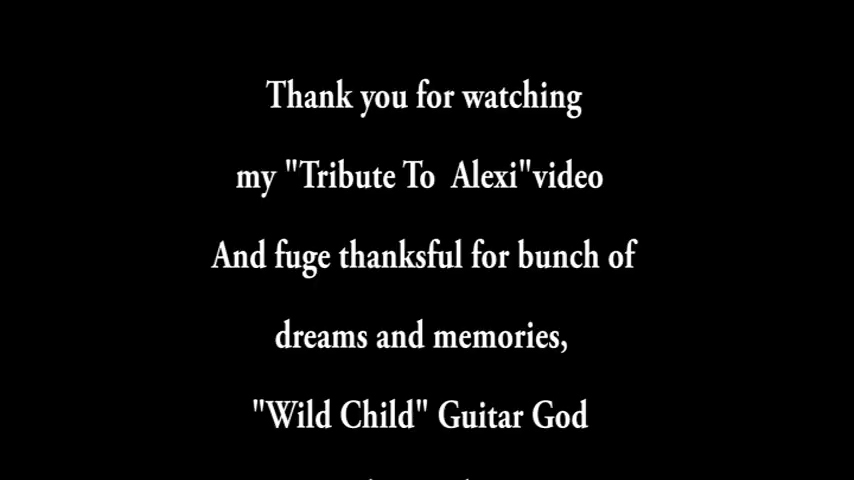 Thank you for watching
my "Tribute To  Alexi"video
And fuge thanksful for bunch of
dreams and memories,
"Wild Child" Guitar God